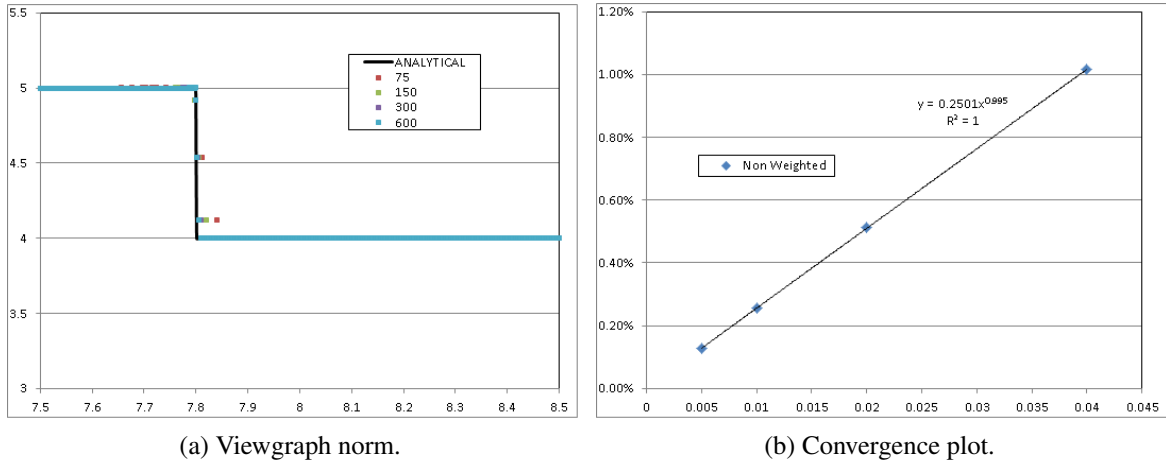 5.5
5
4.5
4
3.5
3
7.5 7.6 7.7 7.8 7.9 8 8.1 8.2 8.3 8.4 8.5
ANALYTICAL
75
150
300
600
(a) Viewgraph norm.
1.20%
1.00%
0.80%
0.60%
0.40%
0.20%
0.00%
0 0.005 0.01 0.015 0.02 0.025 0.03 0.035 0.04 0.045
y = 0.2501x^0.995
R² = 1
Non Weighted
(b) Convergence plot.